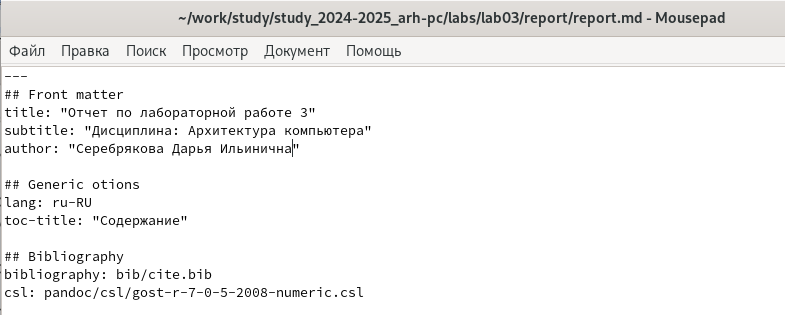 ~/work/study/study_2024-2025_arh-pc/labs/lab03/report/report.md - Mousepad
Файл Правка Поиск Просмотр Документ Помощь
---
## Front matter
title: "Отчет по лабораторной работе 3"
subtitle: "Дисциплина: Архитектура компьютера"
author: "Серебрякова Дарья Ильинична"
## Generic otions
lang: ru-RU
toc-title: "Содержание"
## Bibliography
bibliography: bib/cite.bib
csl: pandoc/csl/gost-r-7-0-5-2008-numeric.csl